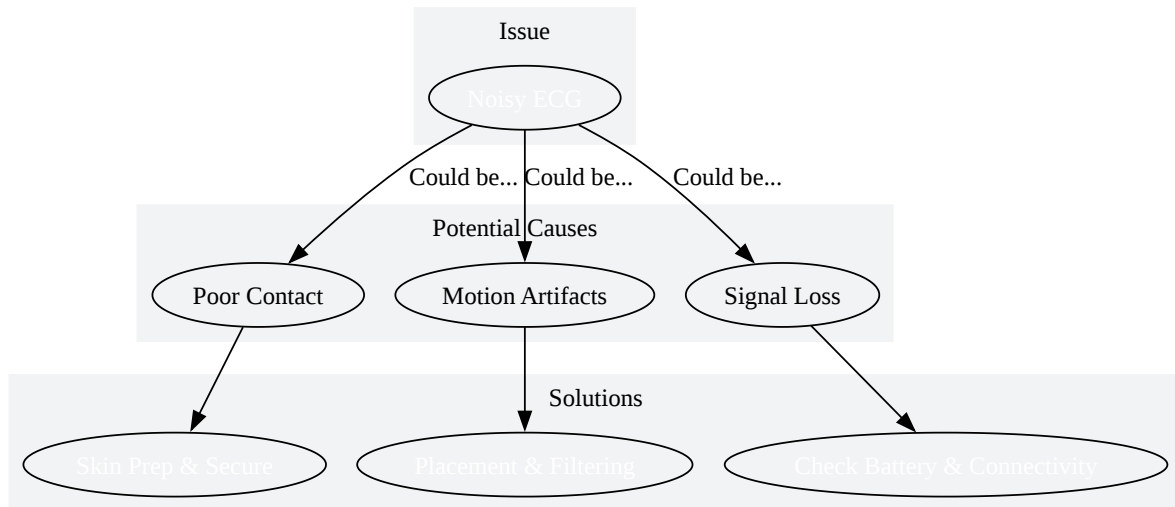 Issue
Noisy ECG
Could be... Could be... Could be...
Potential Causes
Poor Contact Motion Artifacts Signal Loss
Solutions
Skin Prep & Secure Placement & Filtering Check Battery & Connectivity